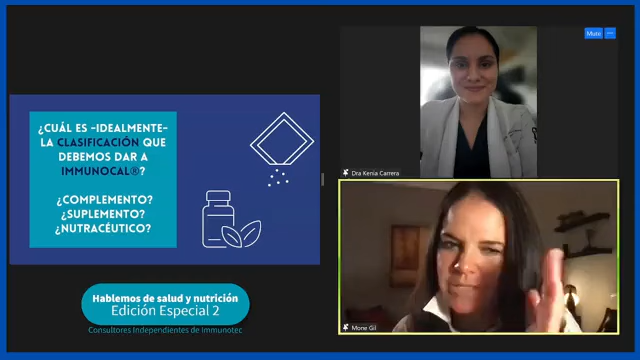 ¿CUÁL ES -IDEALMENTE-
LA CLASIFICACIÓN QUE
DEBEMOS DAR A
IMMUNOCAL®?
¿COMPLEMENTO?
¿SUPLEMENTO?
¿NUTRACÉUTICO?
Hablemos de salud y nutrición
Edición Especial 2
Consultores Independientes de Immunotec
Mute
Dra Kenia Carrera
Mone Gil